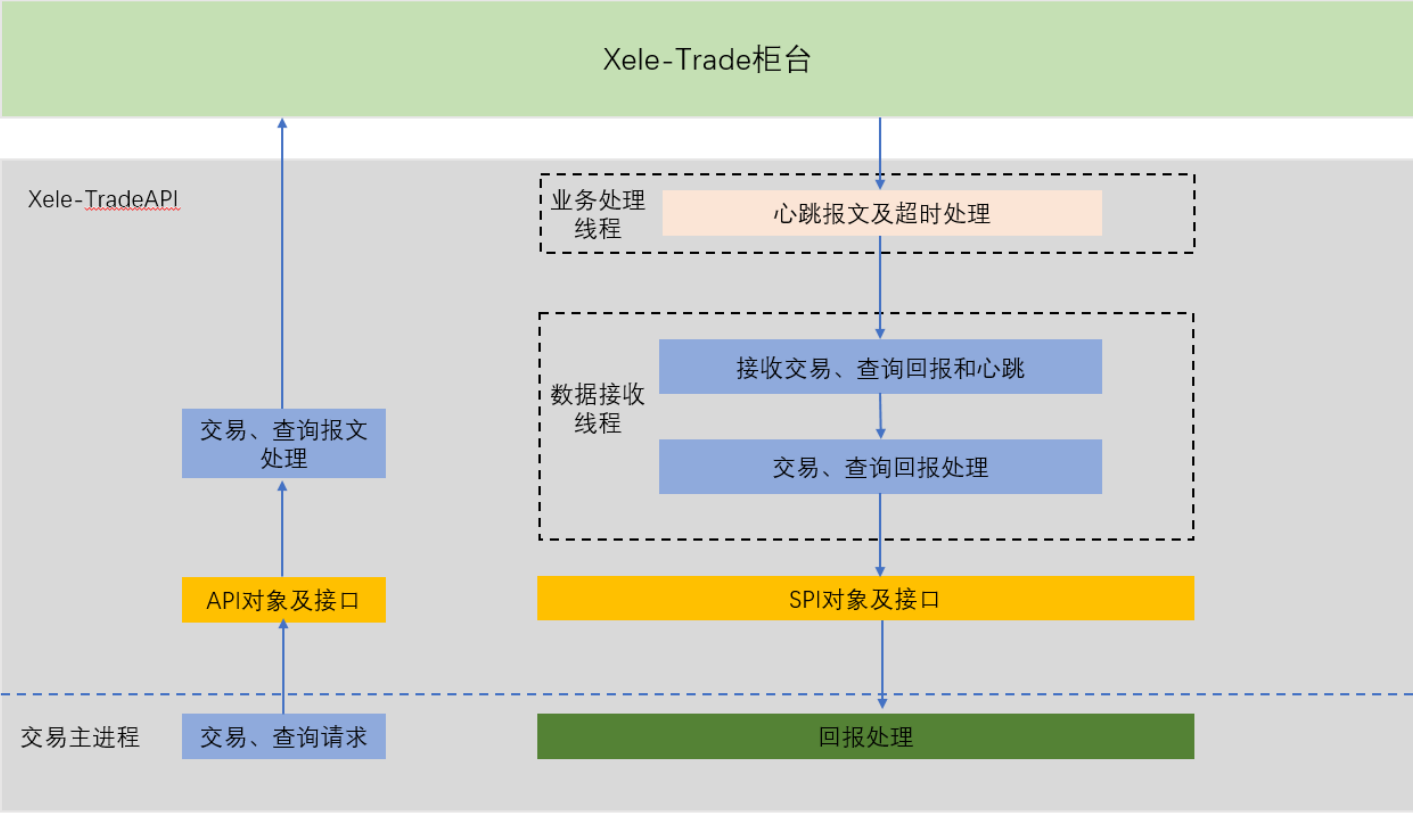 Xele-Trade柜台
Xele-TradeAPI
业务处理
线程
心跳报文及超时处理
数据接收
线程
接收交易、查询回报和心跳
交易、查询回报处理
交易、查询报文
处理
API对象及接口
SPI对象及接口
交易主进程
交易、查询请求
回报处理